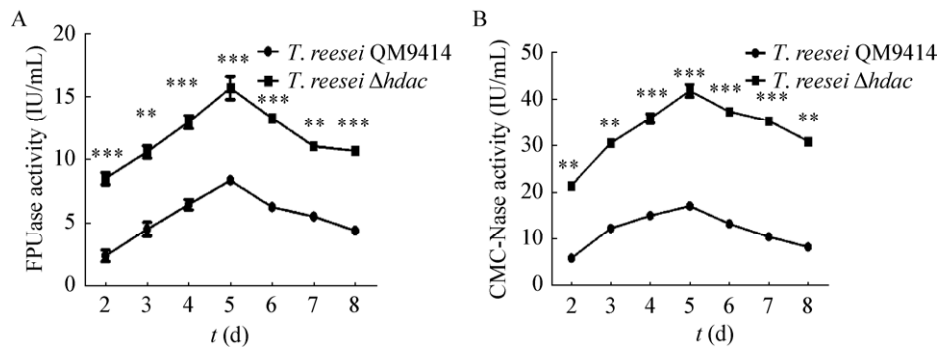 A
FPUase activity (IU/mL)
20
15
10
5
0
T. reesei QM9414
T. reesei Δhdac
***
**
***
***
***
**
***
2 3 4 5 6 7 8
t (d)
B
CMC-Nase activity (IU/mL)
50
40
30
20
10
0
T. reesei QM9414
T. reesei Δhdac
**
**
***
***
***
***
**
2 3 4 5 6 7 8
t (d)